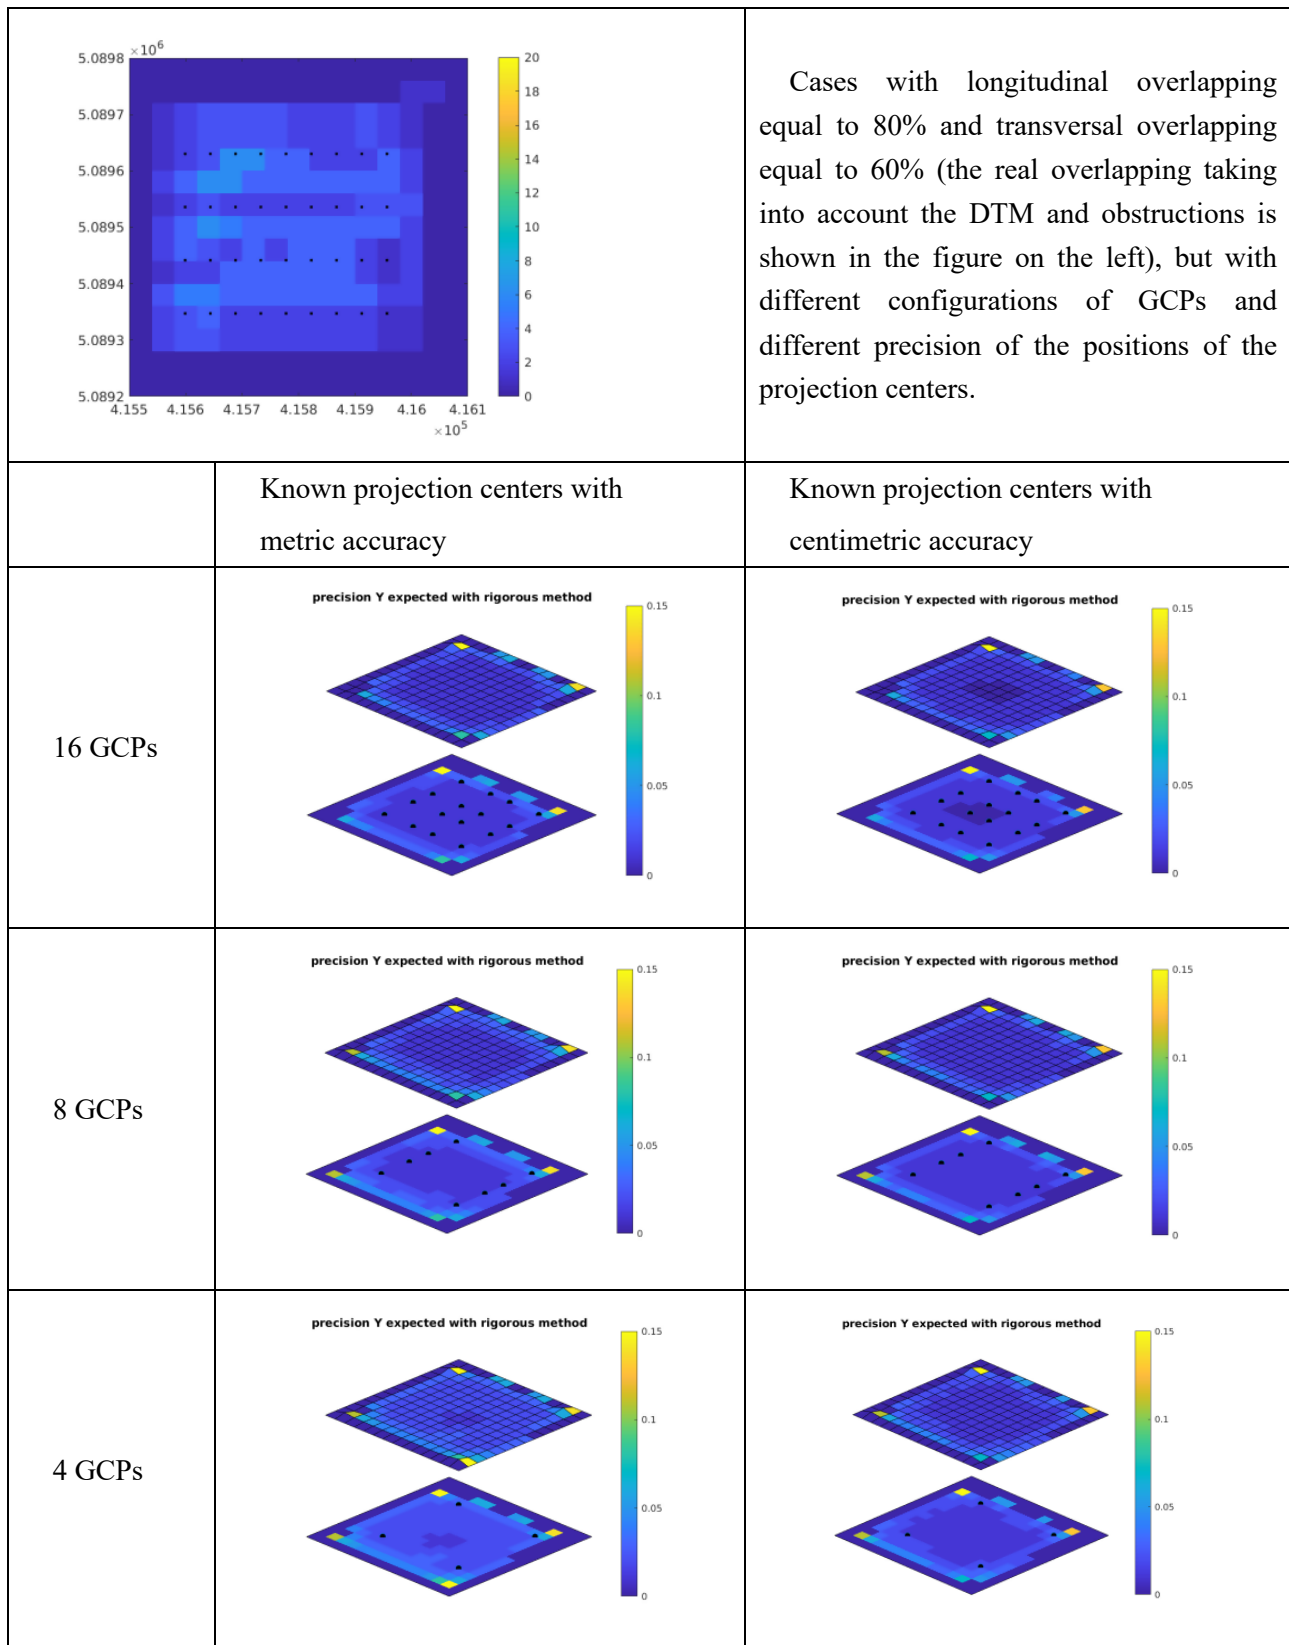 ×10⁶
5.0898
5.0897
5.0896
5.0895
5.0894
5.0893
5.0892
4.155 4.156 4.157 4.158 4.159 4.16 4.161
×10⁵
20
18
16
14
12
10
8
6
4
2
0
Cases with longitudinal overlapping
equal to 80% and transversal overlapping
equal to 60% (the real overlapping taking
into account the DTM and obstructions is
shown in the figure on the left), but with
different configurations of GCPs and
different precision of the positions of the
projection centers.
Known projection centers with
metric accuracy
Known projection centers with
centimetric accuracy
16 GCPs
precision Y expected with rigorous method
0.15
0.1
0.05
0
precision Y expected with rigorous method
0.15
0.1
0.05
0
8 GCPs
precision Y expected with rigorous method
0.15
0.1
0.05
0
precision Y expected with rigorous method
0.15
0.1
0.05
0
4 GCPs
precision Y expected with rigorous method
0.15
0.1
0.05
0
precision Y expected with rigorous method
0.15
0.1
0.05
0